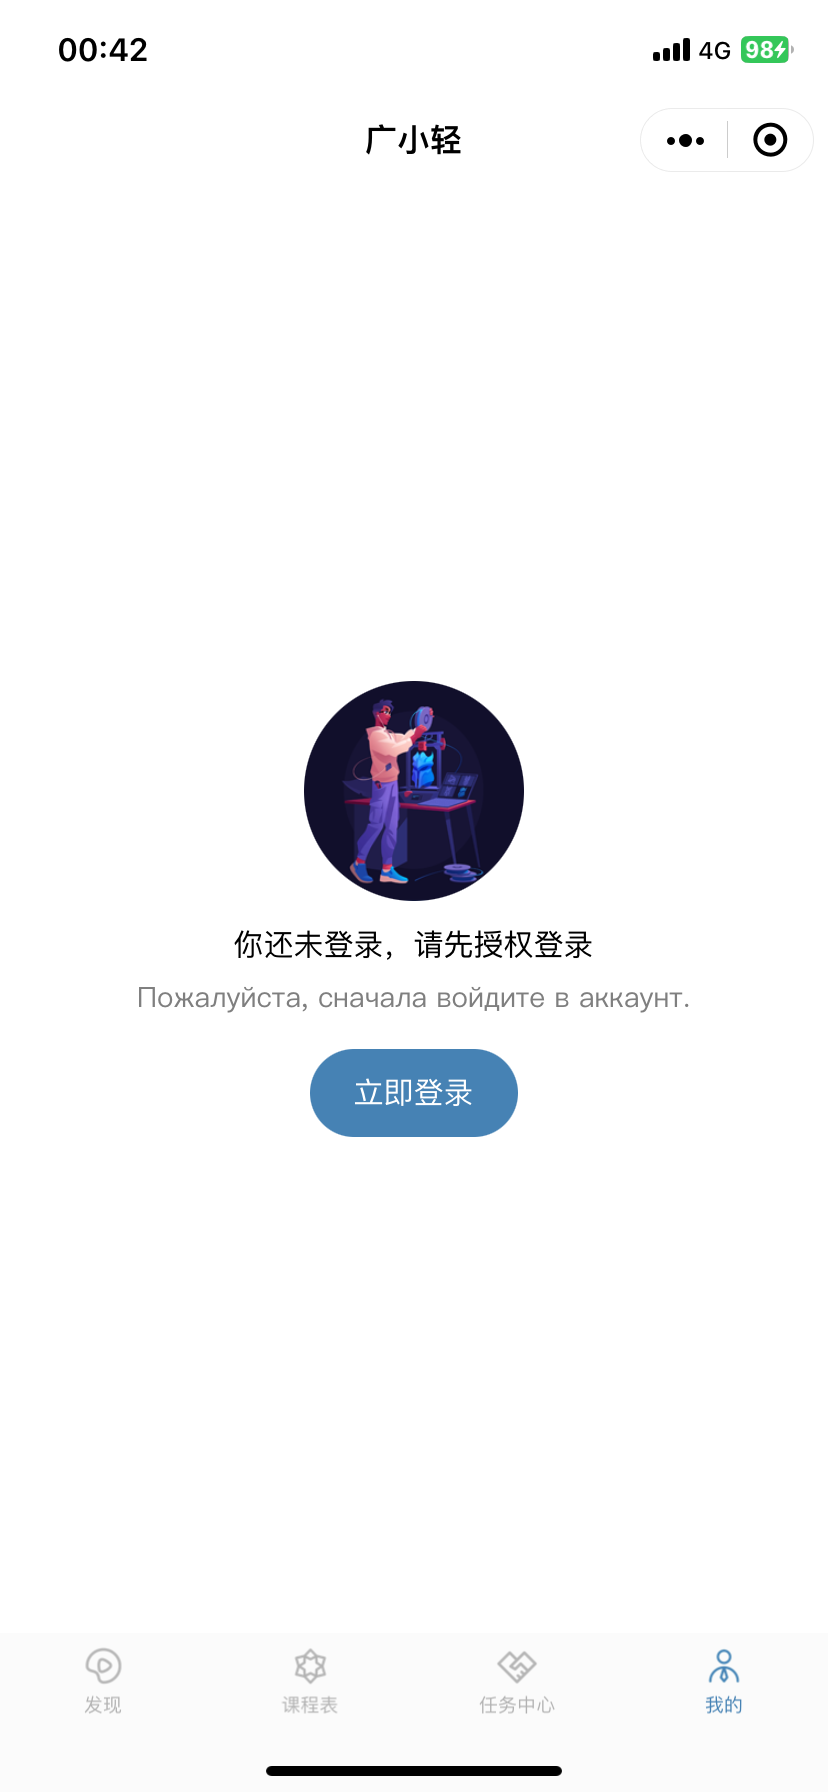 00:42
4G 98
广小轻
你还未登录，请先授权登录
Пожалуйста, сначала войдите в аккаунт.
立即登录
发现 课程表 任务中心 我的